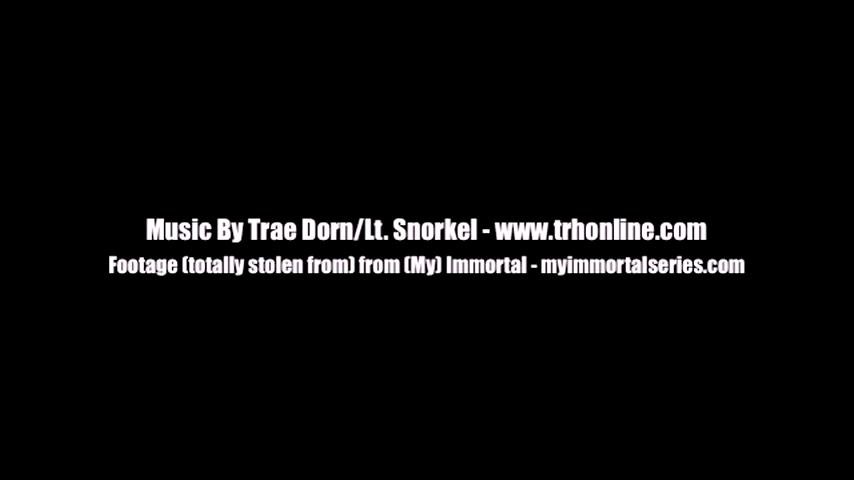 Music By Trae Dorn/Lt. Snorkel - www.trhonline.com
Footage (totally stolen from) from (My) Immortal - myimmortalseries.com